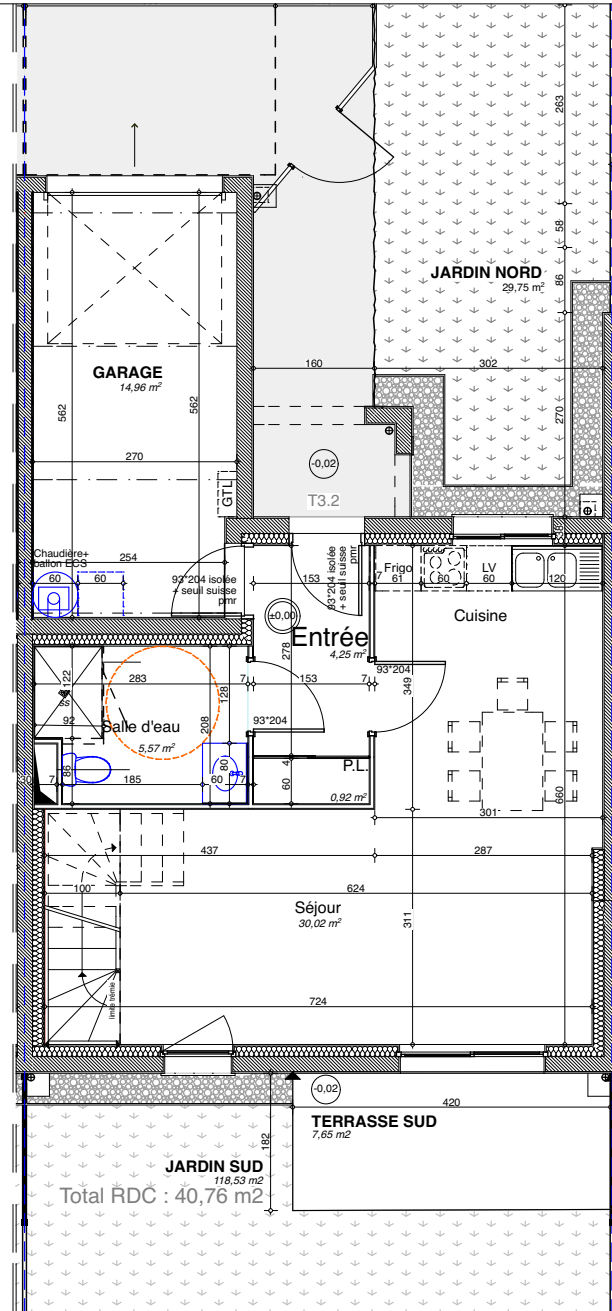 263
58
86
JARDIN NORD
29,75 m²
160
302
270
GARAGE
14,96 m²
562
562
270
-0,02
T3.2
GTL
254
Chaudière+
ballon ECS
60
60
93*204 isolée
+ seuil suisse
pmr
153
93*204 isolée
+ seuil suisse
pmr
7
Frigo
61
60
LV
60
120
Cuisine
±0,00
Entrée
4,25 m²
278
122
283
7
153
7
93*204
349
128
208
92
Salle d'eau
5,57 m²
93*204
86
7
185
60
80
7
4
60
P.L.
0,92 m²
301
660
437
287
100
624
Séjour
30,02 m²
311
limite trémie
724
-0,02
420
TERRASSE SUD
7,65 m2
182
JARDIN SUD
118,53 m2
Total RDC : 40,76 m2